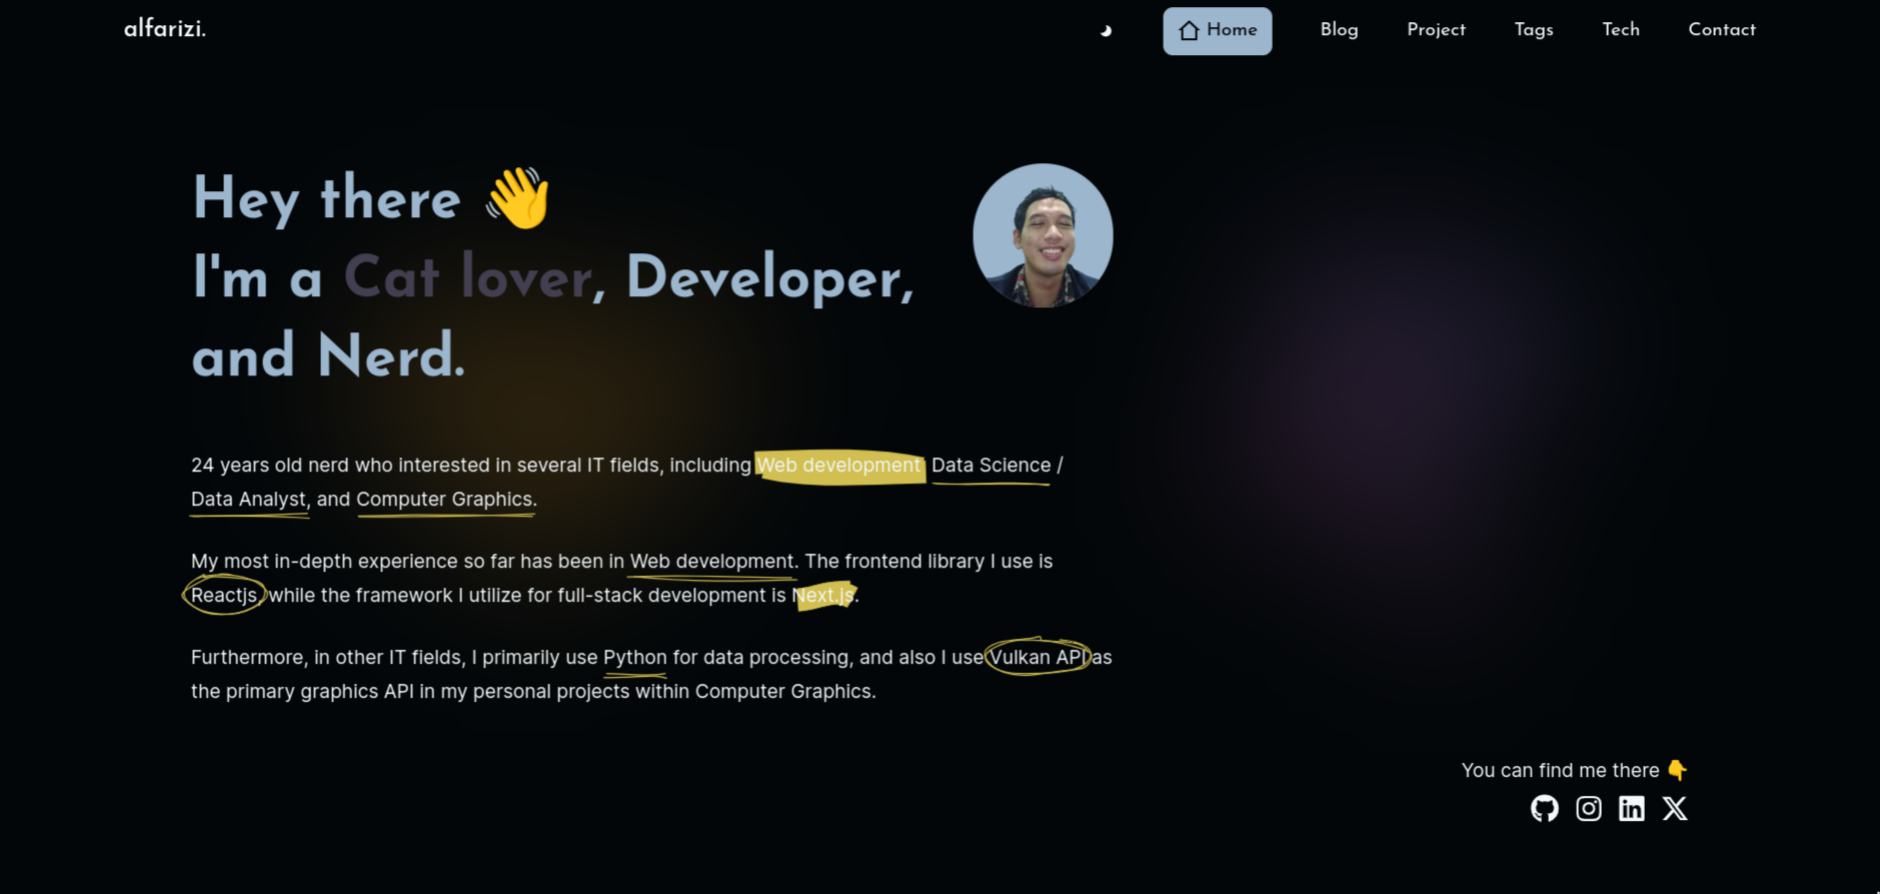 alfarizi.
Home
Blog
Project
Tags
Tech
Contact
Hey there 👋
I'm a Cat lover, Developer,
and Nerd.
24 years old nerd who interested in several IT fields, including Web development Data Science /
Data Analyst, and Computer Graphics.
My most in-depth experience so far has been in Web development. The frontend library I use is
Reactjs, while the framework I utilize for full-stack development is Next.js.
Furthermore, in other IT fields, I primarily use Python for data processing, and also I use Vulkan API as
the primary graphics API in my personal projects within Computer Graphics.
You can find me there 👇